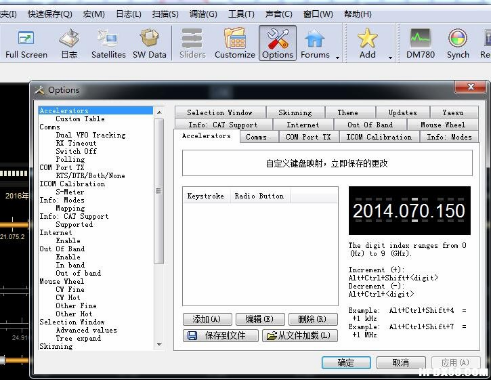 夹(I) 快速保存(Q) 宏(M) 日志(L) 扫描(S) 调谐(G) 工具(T) 声音(C) 窗口(W) 帮助(H)
Full Screen 日志 Satellites SW Data Sliders Customize Options Forums Add DM780 Synch
Options
Accelerators
Custom Table
Comms
Dual VFO Tracking
RX Timeout
Switch Off
Polling
COM Port TX
RTS/DTR/Both/None
ICOM Calibration
S-Meter
Info: Modes
Mapping
Info: CAT Support
Supported
Internet
Enable
Out Of Band
Enable
In band
Out of band
Mouse Wheel
CV Fine
CV Hot
Other Fine
Other Hot
Selection Window
Advanced values
Tree expand
Skinning
Selection Window Skinning Theme Updates Yaesu
Info: CAT Support Internet Out Of Band Mouse Wheel
Accelerators Comms COM Port TX ICOM Calibration Info: Modes
自定义键盘映射，立即保存的更改
Keystroke Radio Button
2014.070.150
The digit index ranges from 0
(Hz) to 9 (GHz).
Increment (+):
Alt+Ctrl+Shift+<digit>
Decrement (-):
Alt+Ctrl+<digit>
Example: Alt+Ctrl+Shift+4 =
+1 kHz
Example: Alt+Ctrl+Shift+7 =
+1 MHz
添加(A) 编辑(E) 删除(R)
保存到文件 从文件加载(L)
确定 取消 应用(A)
2016年
21.075.2
24.91